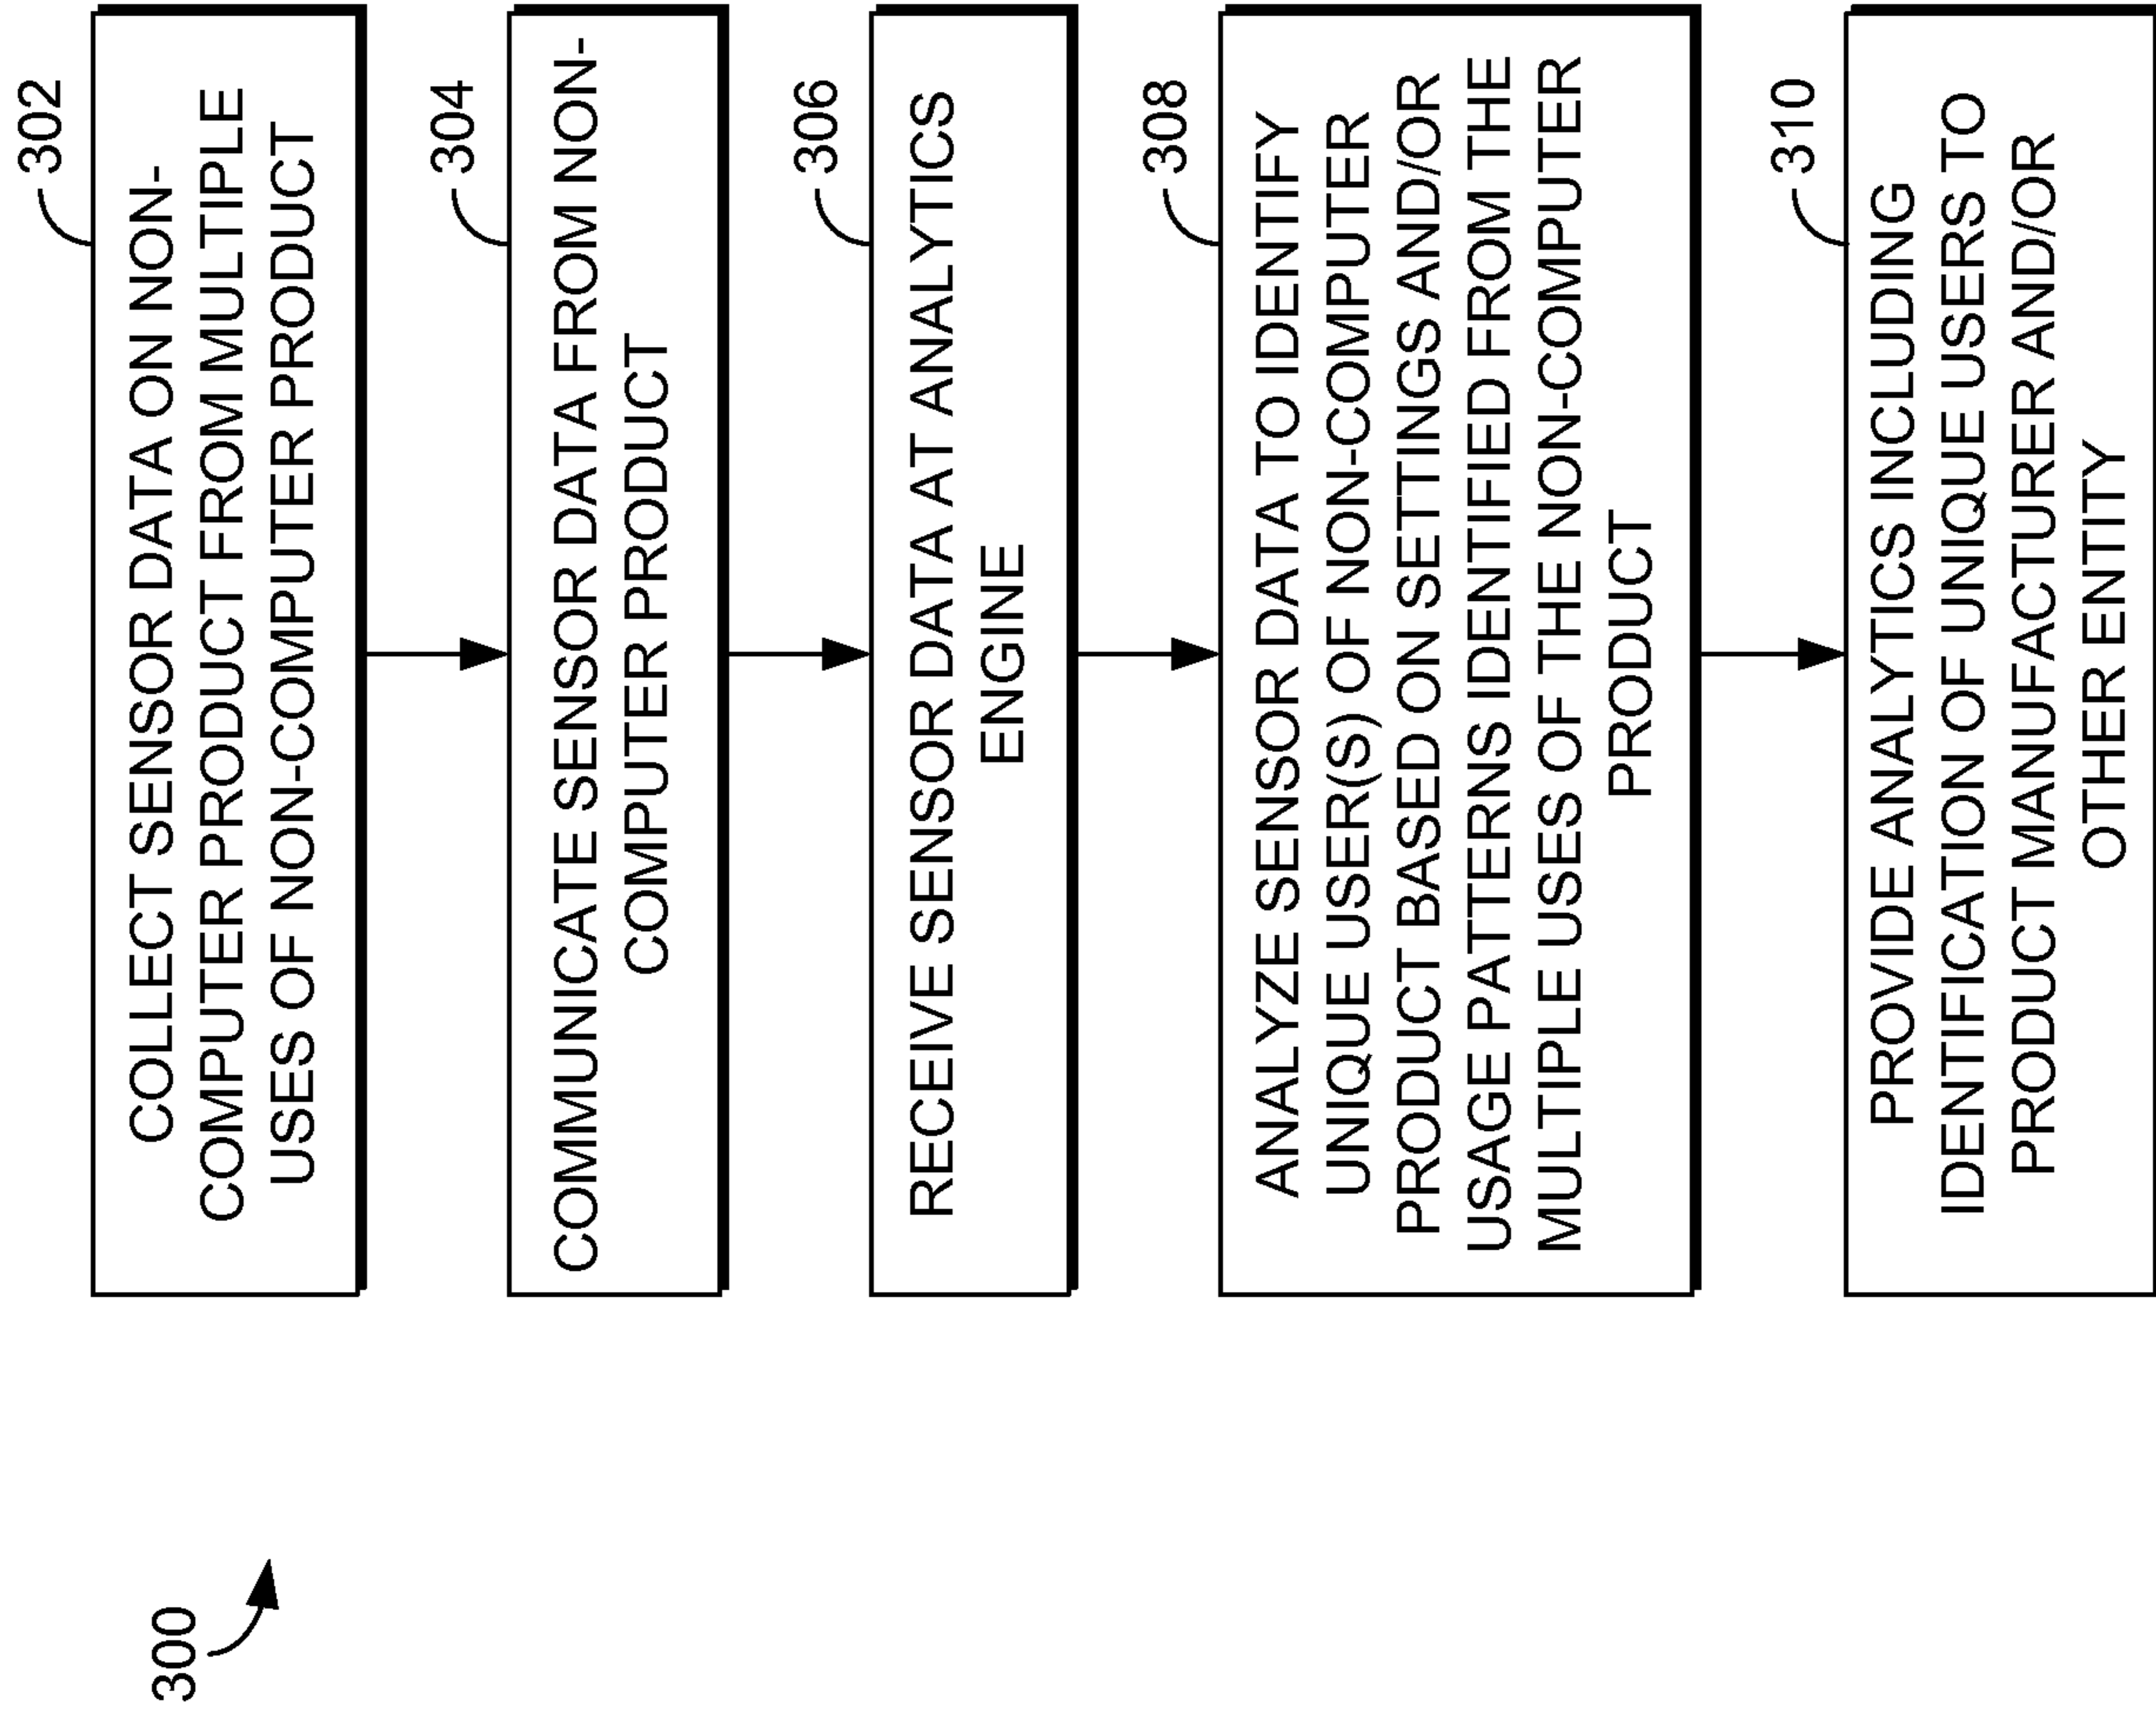 300
302
COLLECT SENSOR DATA ON NON-
COMPUTER PRODUCT FROM MULTIPLE
USES OF NON-COMPUTER PRODUCT
304
COMMUNICATE SENSOR DATA FROM NON-
COMPUTER PRODUCT
306
RECEIVE SENSOR DATA AT ANALYTICS
ENGINE
308
ANALYZE SENSOR DATA TO IDENTIFY
UNIQUE USER(S) OF NON-COMPUTER
PRODUCT BASED ON SETTINGS AND/OR
USAGE PATTERNS IDENTIFIED FROM THE
MULTIPLE USES OF THE NON-COMPUTER
PRODUCT
310
PROVIDE ANALYTICS INCLUDING
IDENTIFICATION OF UNIQUE USERS TO
PRODUCT MANUFACTURER AND/OR
OTHER ENTITY